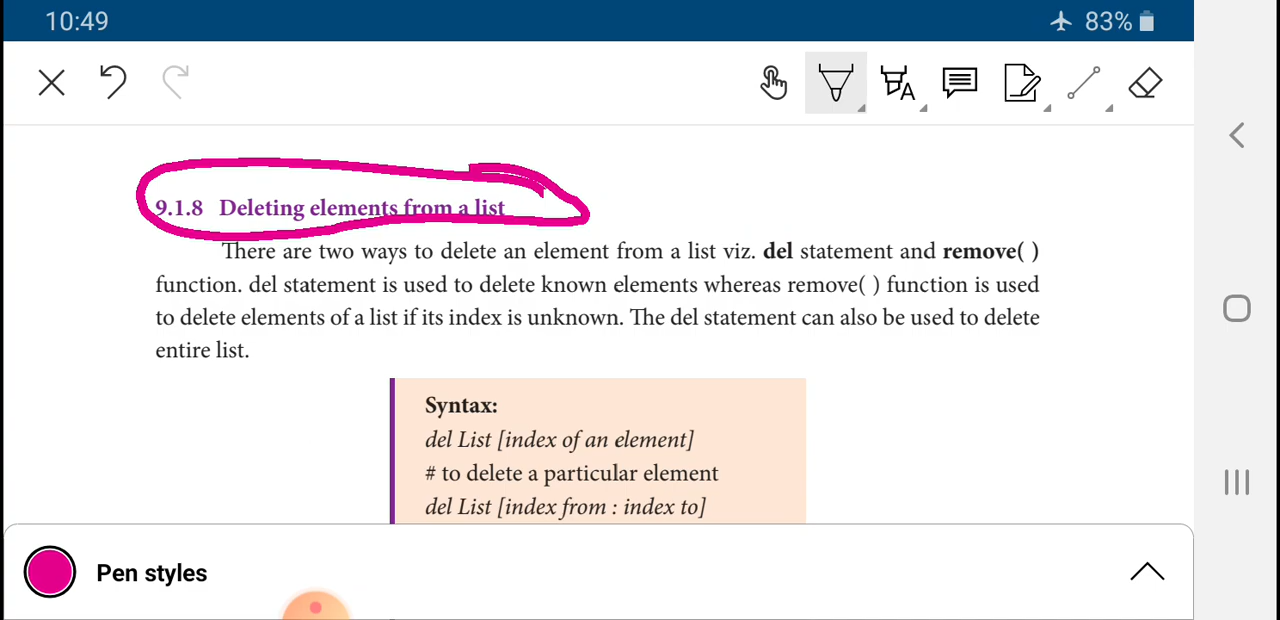 10:49
83%
9.1.8 Deleting elements from a list
There are two ways to delete an element from a list viz. del statement and remove( )
function. del statement is used to delete known elements whereas remove( ) function is used
to delete elements of a list if its index is unknown. The del statement can also be used to delete
entire list.
Syntax:
del List [index of an element]
# to delete a particular element
del List [index from : index to]
Pen styles